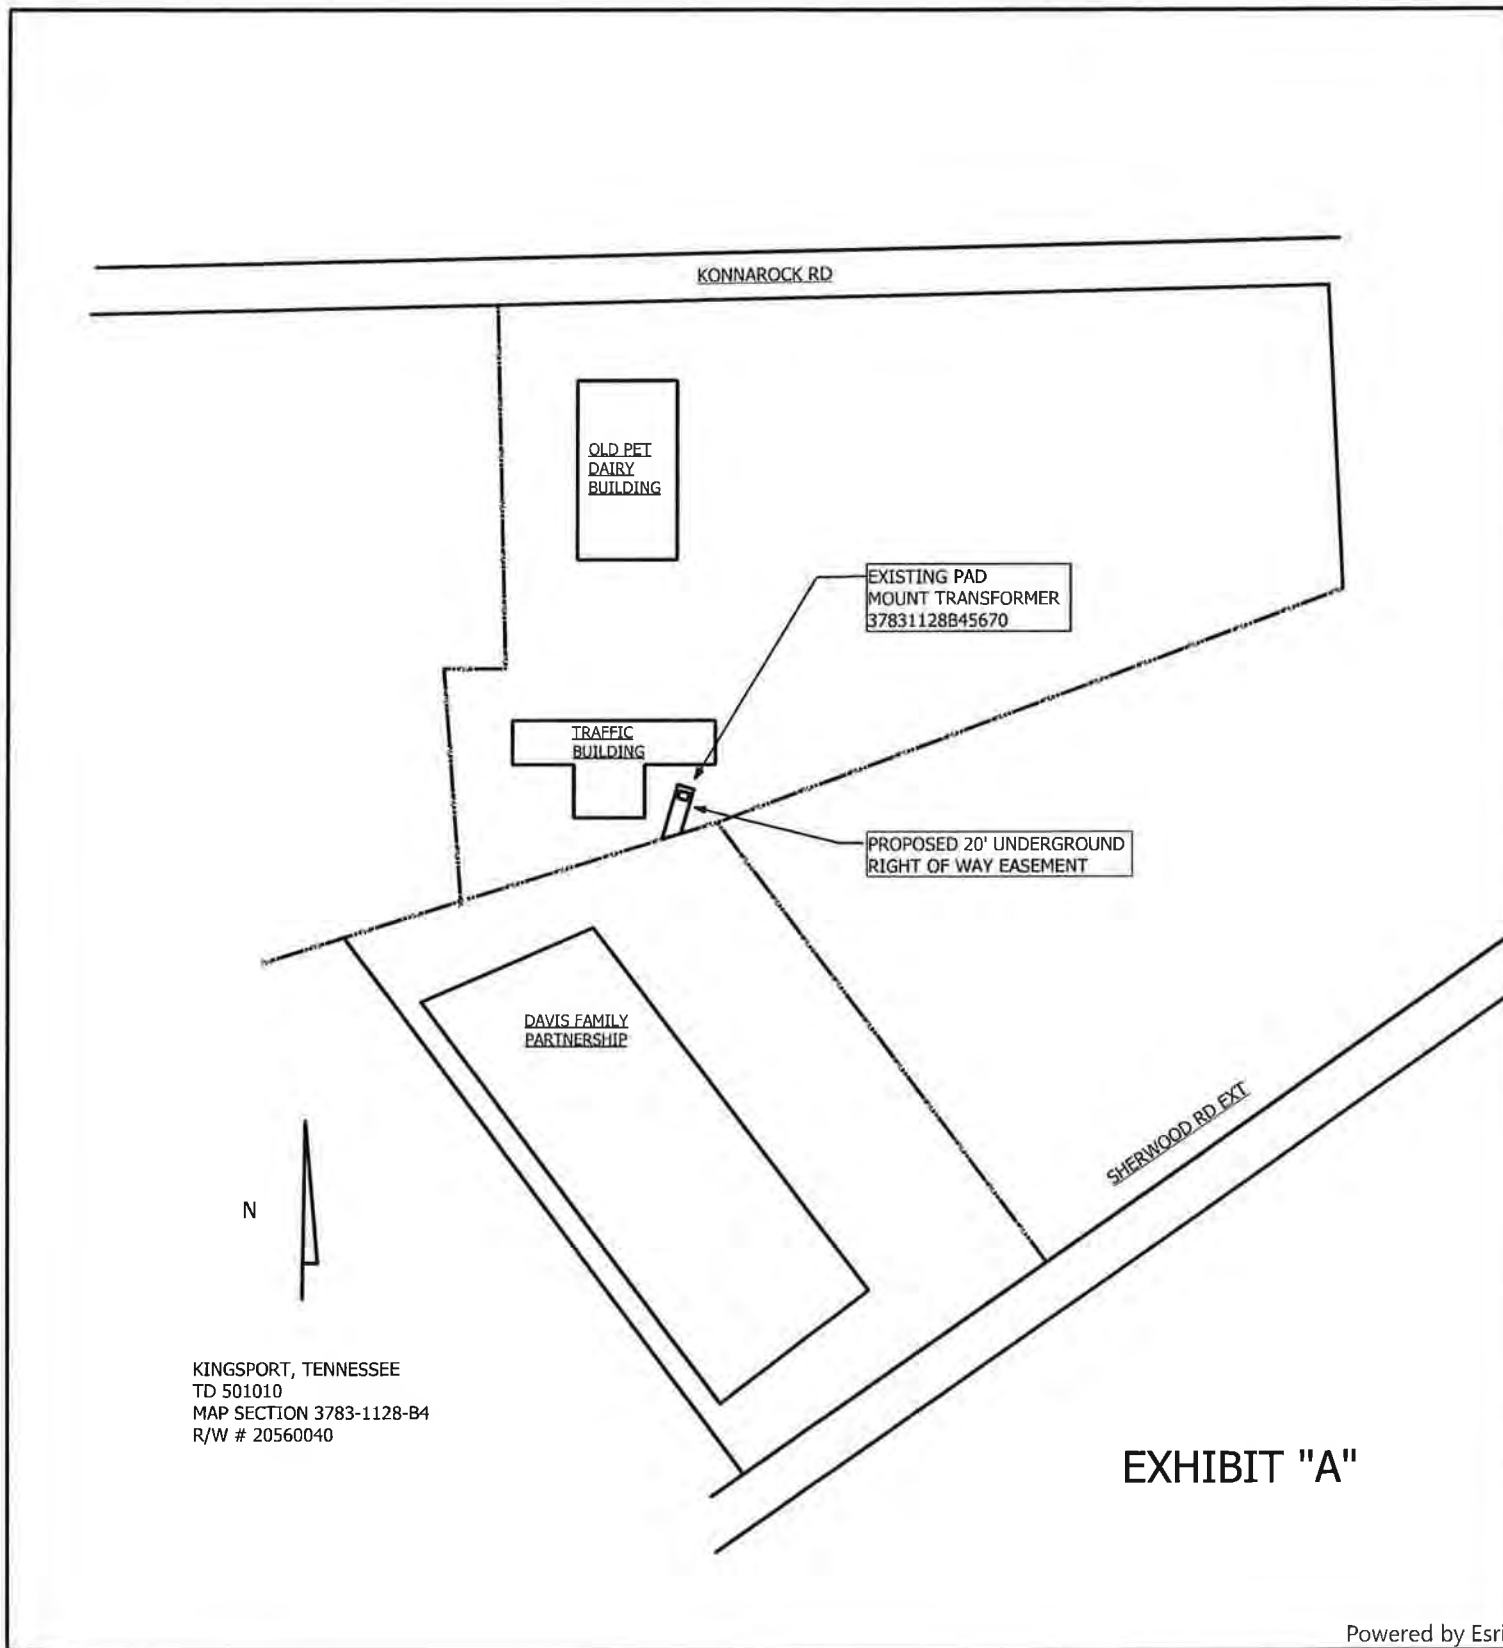 KONNAROCK RD
OLD PET
DAIRY
BUILDING
EXISTING PAD
MOUNT TRANSFORMER
37831128B45670
TRAFFIC
BUILDING
PROPOSED 20' UNDERGROUND
RIGHT OF WAY EASEMENT
DAVIS FAMILY
PARTNERSHIP
SHERWOOD RD EXT
N
KINGSPORT, TENNESSEE
TD 501010
MAP SECTION 3783-1128-B4
R/W # 20560040
EXHIBIT "A"
Powered by Esri